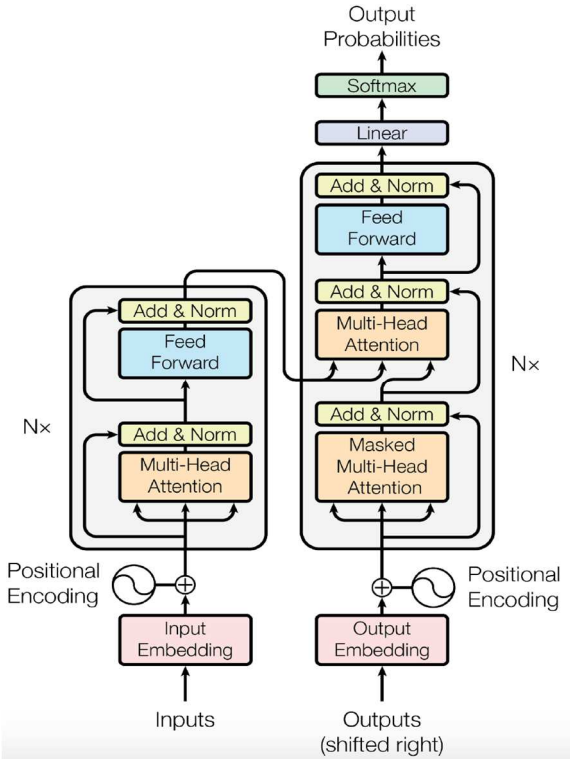 Output
Probabilities
Softmax
Linear
Add & Norm
Feed
Forward
Add & Norm
Multi-Head
Attention
Add & Norm
Masked
Multi-Head
Attention
Nx
Add & Norm
Feed
Forward
Add & Norm
Multi-Head
Attention
N×
Positional
Encoding
Positional
Encoding
Input
Embedding
Output
Embedding
Inputs
Outputs
(shifted right)